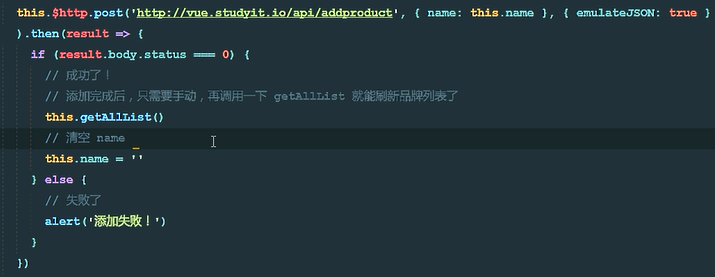 this.$http.post('http://vue.studyit.io/api/addproduct', { name: this.name }, { emulateJSON: true }
).then(result => {
if (result.body.status === 0) {
// 成功了！
// 添加完成后，只需要手动，再调用一下 getAllList 就能刷新品牌列表了
this.getAllList()
// 清空 name
this.name = ''
} else {
// 失败了
alert('添加失败！')
}
})